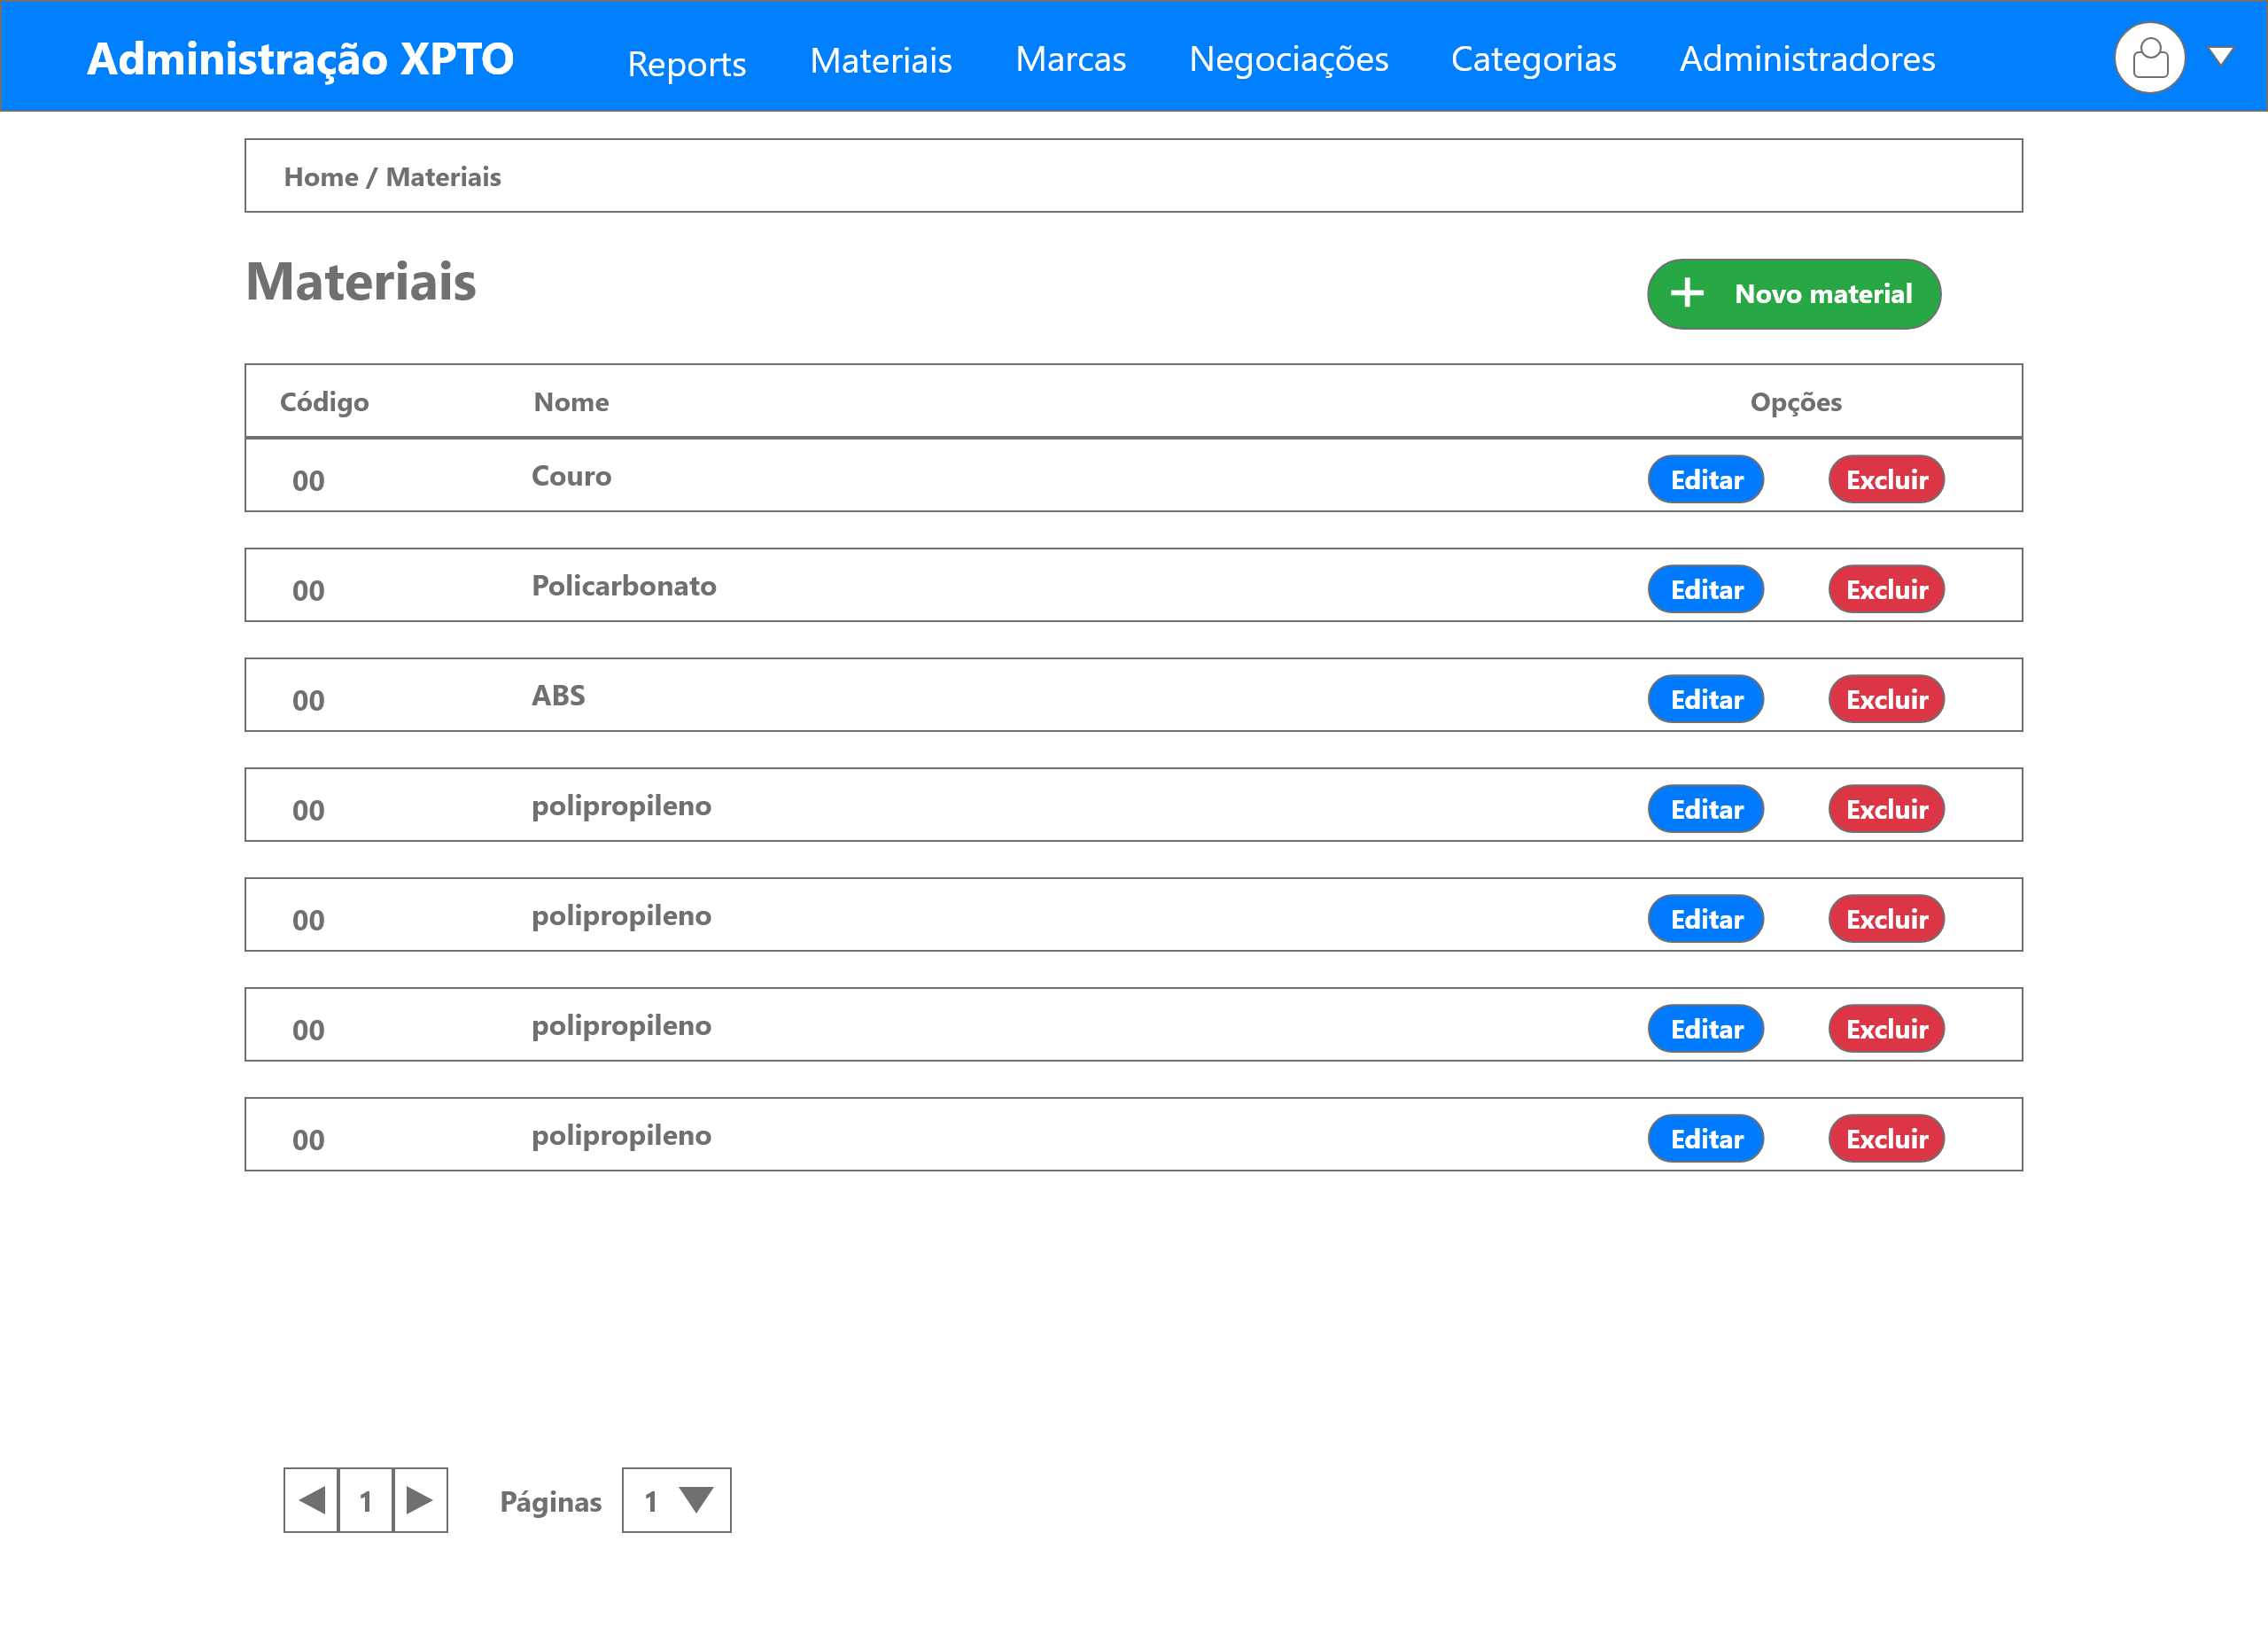 Administração XPTO Reports Materiais Marcas Negociações Categorias Administradores
Home / Materiais
Materiais
+ Novo material
Código Nome Opções
00 Couro Editar Excluir
00 Policarbonato Editar Excluir
00 ABS Editar Excluir
00 polipropileno Editar Excluir
00 polipropileno Editar Excluir
00 polipropileno Editar Excluir
00 polipropileno Editar Excluir
1 Páginas 1